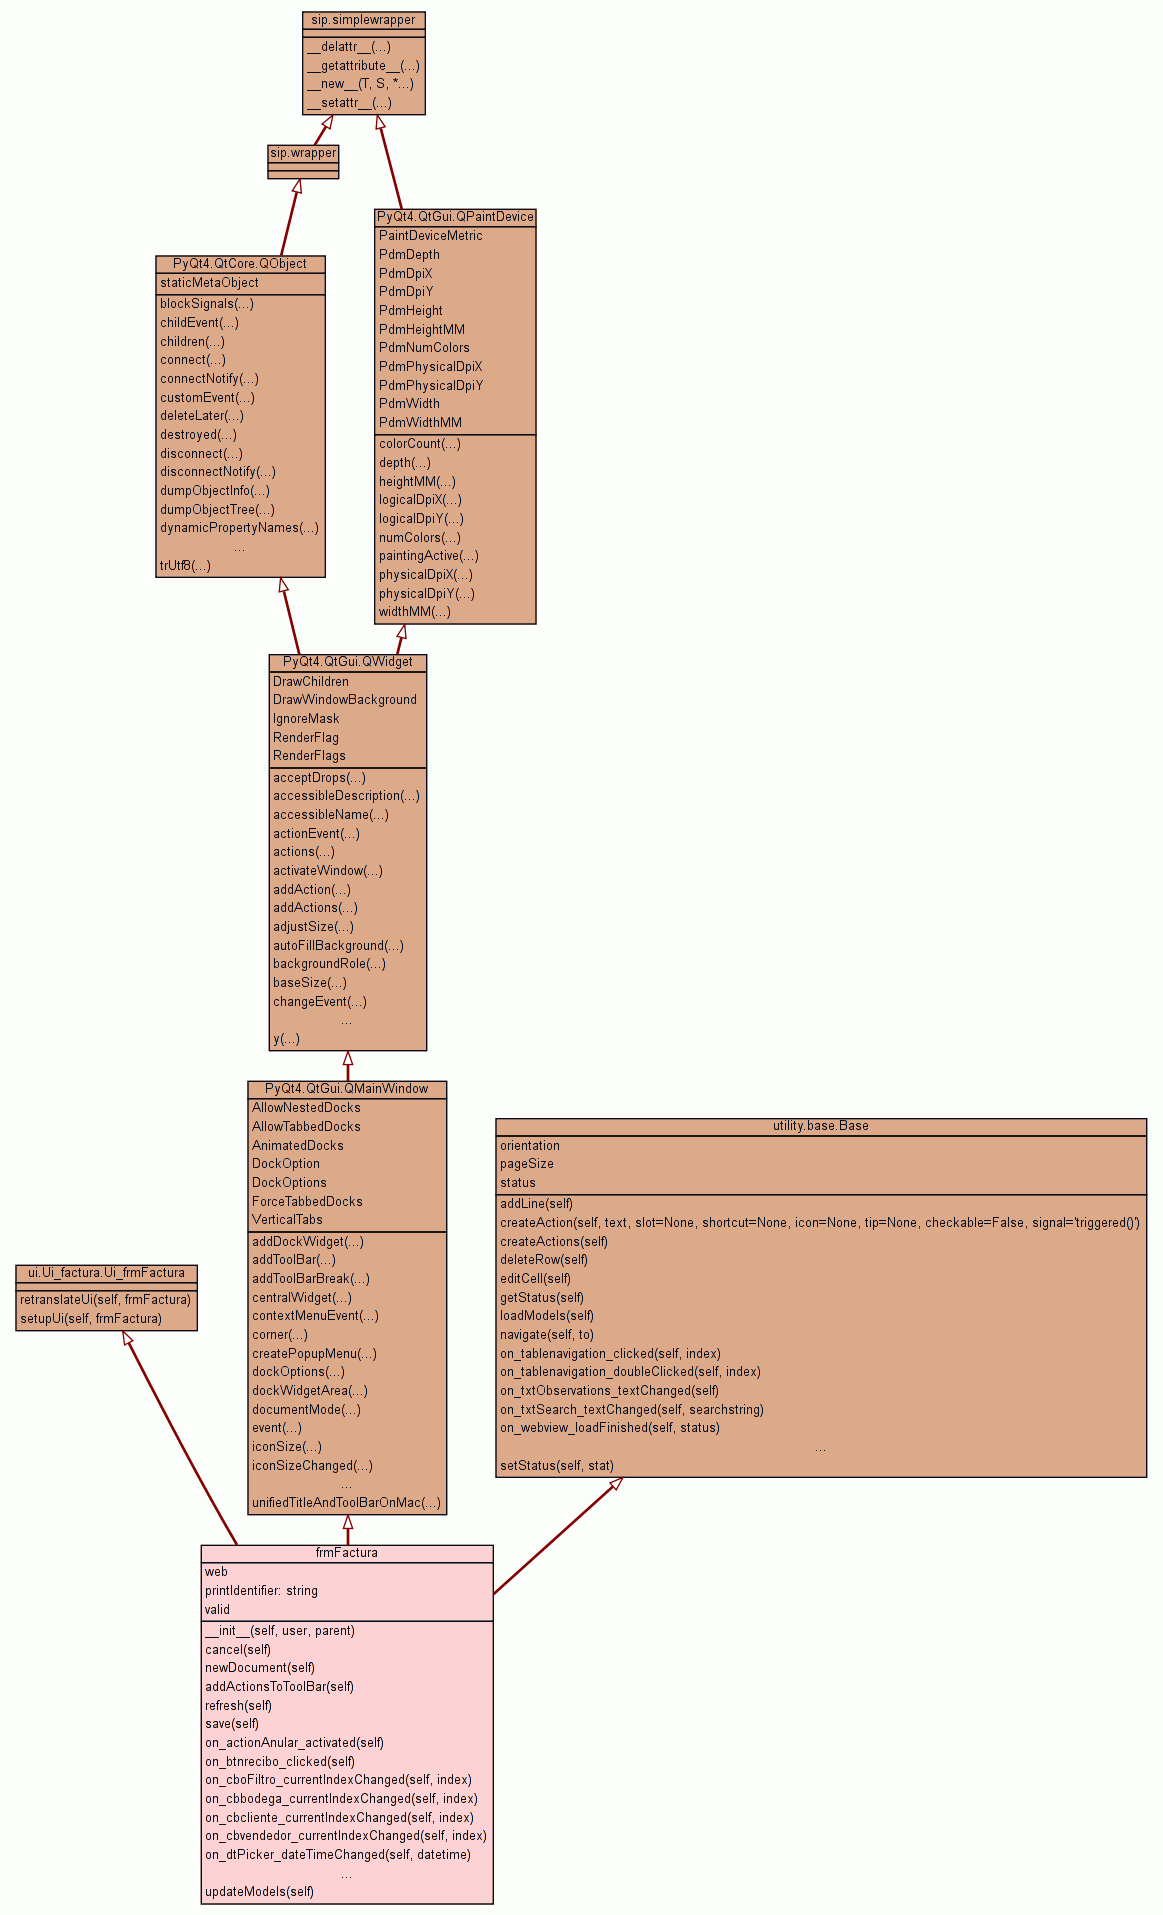 sip.simplewrapper
__delattr__(...)
__getattribute__(...)
__new__(T, S, *...)
__setattr__(...)
sip.wrapper
PyQt4.QtGui.QPaintDevice
PaintDeviceMetric
PdmDepth
PdmDpiX
PdmDpiY
PdmHeight
PdmHeightMM
PdmNumColors
PdmPhysicalDpiX
PdmPhysicalDpiY
PdmWidth
PdmWidthMM
colorCount(...)
depth(...)
heightMM(...)
logicalDpiX(...)
logicalDpiY(...)
numColors(...)
paintingActive(...)
physicalDpiX(...)
physicalDpiY(...)
widthMM(...)
PyQt4.QtCore.QObject
staticMetaObject
blockSignals(...)
childEvent(...)
children(...)
connect(...)
connectNotify(...)
customEvent(...)
deleteLater(...)
destroyed(...)
disconnect(...)
disconnectNotify(...)
dumpObjectInfo(...)
dumpObjectTree(...)
dynamicPropertyNames(...)
...
trUtf8(...)
PyQt4.QtGui.QWidget
DrawChildren
DrawWindowBackground
IgnoreMask
RenderFlag
RenderFlags
acceptDrops(...)
accessibleDescription(...)
accessibleName(...)
actionEvent(...)
actions(...)
activateWindow(...)
addAction(...)
addActions(...)
adjustSize(...)
autoFillBackground(...)
backgroundRole(...)
baseSize(...)
changeEvent(...)
...
y(...)
PyQt4.QtGui.QMainWindow
AllowNestedDocks
AllowTabbedDocks
AnimatedDocks
DockOption
DockOptions
ForceTabbedDocks
VerticalTabs
addDockWidget(...)
addToolBar(...)
addToolBarBreak(...)
centralWidget(...)
contextMenuEvent(...)
corner(...)
createPopupMenu(...)
dockOptions(...)
dockWidgetArea(...)
documentMode(...)
event(...)
iconSize(...)
iconSizeChanged(...)
...
unifiedTitleAndToolBarOnMac(...)
utility.base.Base
orientation
pageSize
status
addLine(self)
createAction(self, text, slot=None, shortcut=None, icon=None, tip=None, checkable=False, signal='triggered()')
createActions(self)
deleteRow(self)
editCell(self)
getStatus(self)
loadModels(self)
navigate(self, to)
on_tablenavigation_clicked(self, index)
on_tablenavigation_doubleClicked(self, index)
on_txtObservations_textChanged(self)
on_txtSearch_textChanged(self, searchstring)
on_webview_loadFinished(self, status)
...
setStatus(self, stat)
ui.Ui_factura.Ui_frmFactura
retranslateUi(self, frmFactura)
setupUi(self, frmFactura)
frmFactura
web
printIdentifier: string
valid
__init__(self, user, parent)
cancel(self)
newDocument(self)
addActionsToToolBar(self)
refresh(self)
save(self)
on_actionAnular_activated(self)
on_btnrecibo_clicked(self)
on_cboFiltro_currentIndexChanged(self, index)
on_cbbodega_currentIndexChanged(self, index)
on_cbcliente_currentIndexChanged(self, index)
on_cbvendedor_currentIndexChanged(self, index)
on_dtPicker_dateTimeChanged(self, datetime)
...
updateModels(self)